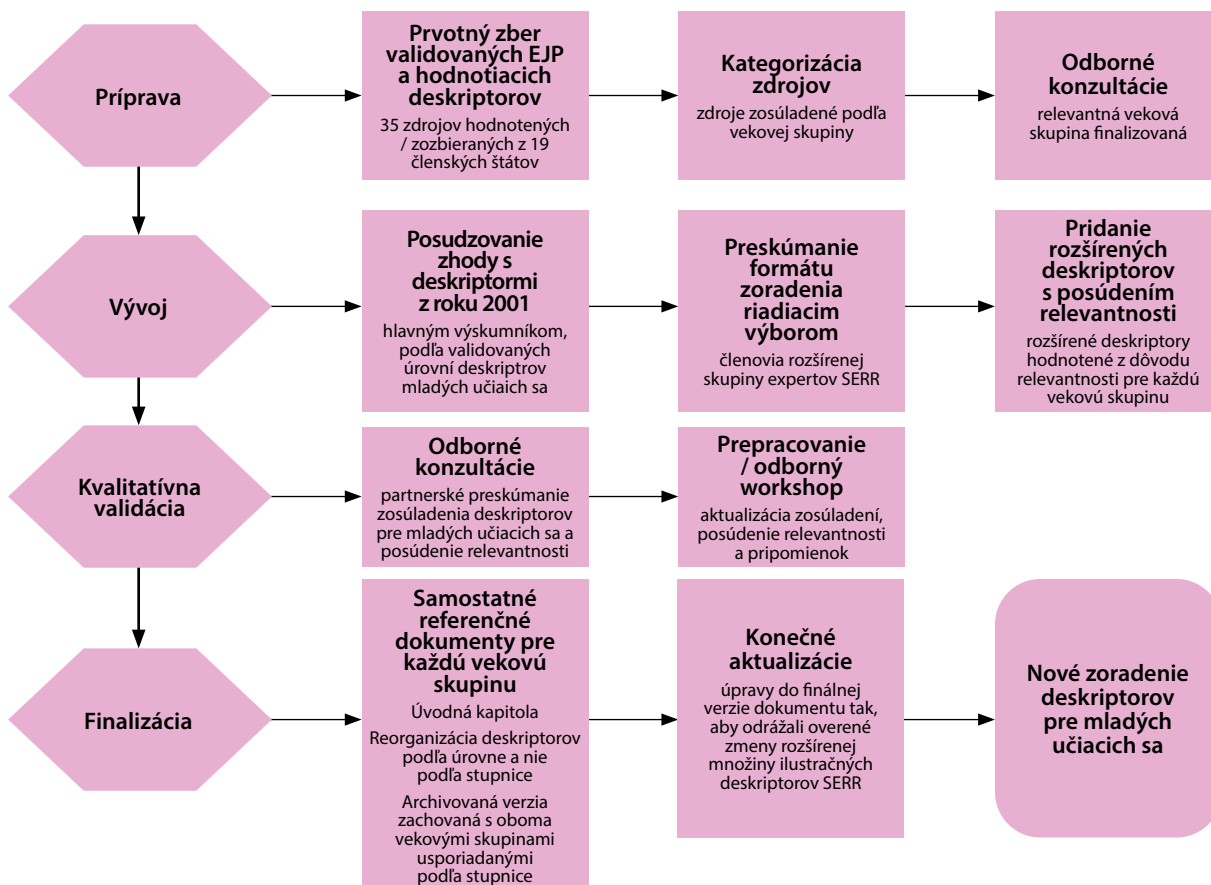 Príprava
Prvotný zber
validovaných EJP
a hodnotiacich
deskriptorov
35 zdrojov hodnotených
/ zozbieraných z 19
členských štátov
Kategorizácia
zdrojov
zdroje zosúladené podľa
vekovej skupiny
Odborné
konzultácie
relevantná veková
skupina finalizovaná
Vývoj
Posudzovanie
zhody s
deskriptormi
z roku 2001
hlavným výskumníkom,
podľa validovaných
úrovní deskriptrov
mladých učiaich sa
Preskúmanie
formátu
zoradenia
riadiacim
výborom
členovia rozšírenej
skupiny expertov SERR
Pridanie
rozšírených
deskriptorov
s posúdením
relevantnosti
rozšírené deskriptory
hodnotené z dôvodu
relevantnosti pre každú
vekovú skupinu
Kvalitatívna
validácia
Odborné
konzultácie
partnerské preskúmanie
zosúladenia deskriptorov
pre mladých učiacich sa a
posúdenie relevantnosti
Prepracovanie
/ odborný
workshop
aktualizácia zosúladení,
posúdenie relevantnosti
a pripomienok
Finalizácia
Samostatné
referenčné
dokumenty pre
každú vekovú
skupinu
Úvodná kapitola
Reorganizácia deskriptorov
podľa úrovne a nie
podľa stupnice
Archivovaná verzia
zachovaná s oboma
vekovými skupinami
usporiadanými
podľa stupnice
Konečné
aktualizácie
úpravy do finálnej
verzie dokumentu tak,
aby odrážali overené
zmeny rozšírenej
množiny ilustračných
deskriptorov SERR
Nové zoradenie
deskriptorov
pre mladých
učiacich sa